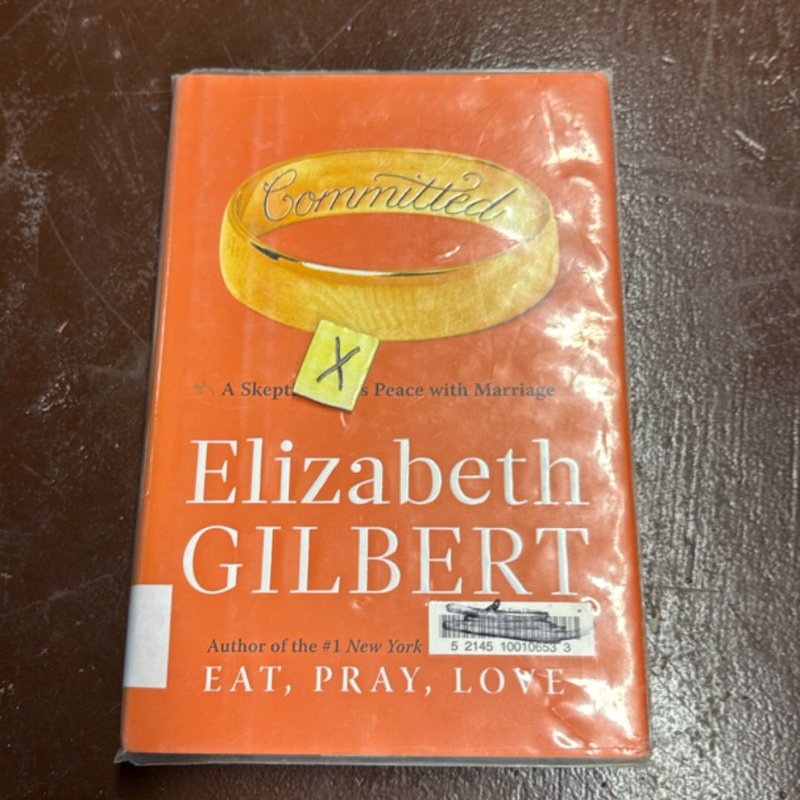 Committed
X
A Skept s Peace with Marriage
Elizabeth
GILBERT
Author of the #1 New York
5 2145 10010653 3
EAT, PRAY, LOVE